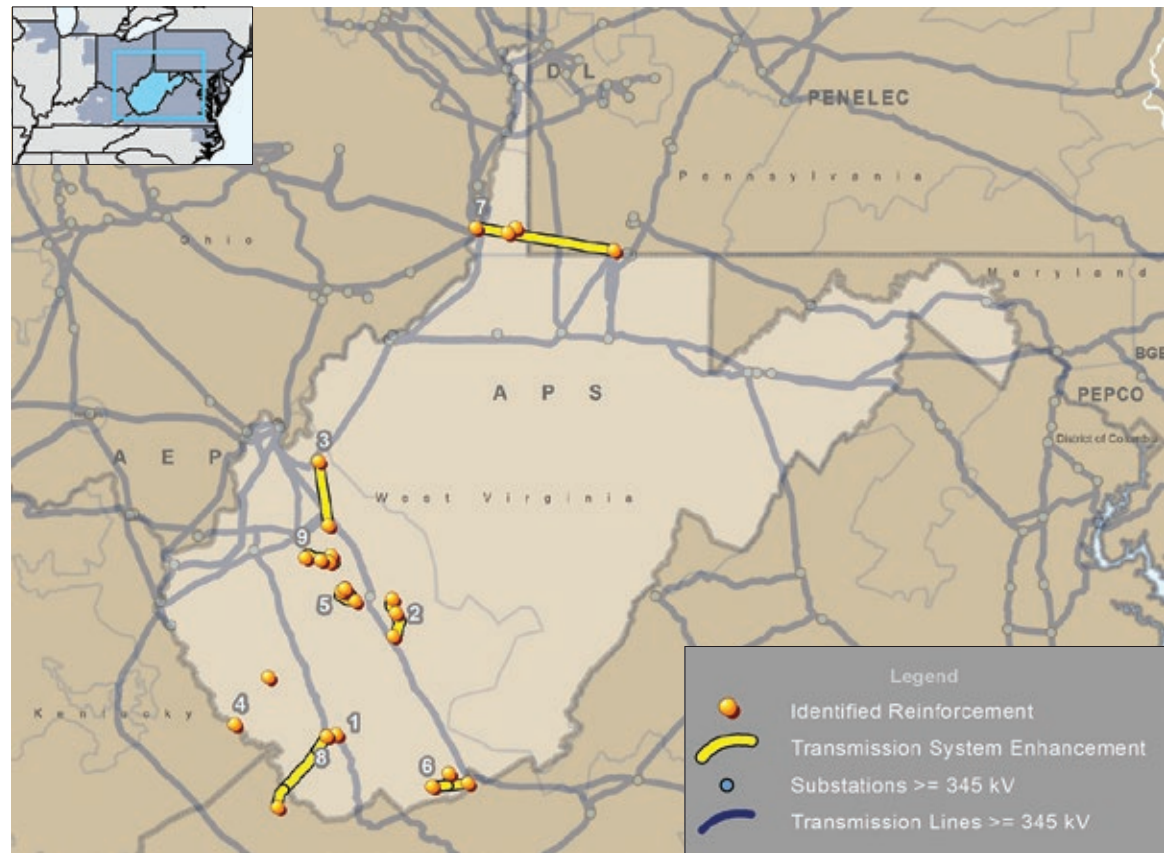 D L
PENELEC
Pennsylvania
7
Ohio
Maryland
BGE
A P S
PEPCO
District of Columbia
A E P
3
West Virginia
9
5
2
Kentucky
4
1
8
6
Legend
Identified Reinforcement
Transmission System Enhancement
Substations >= 345 kV
Transmission Lines >= 345 kV